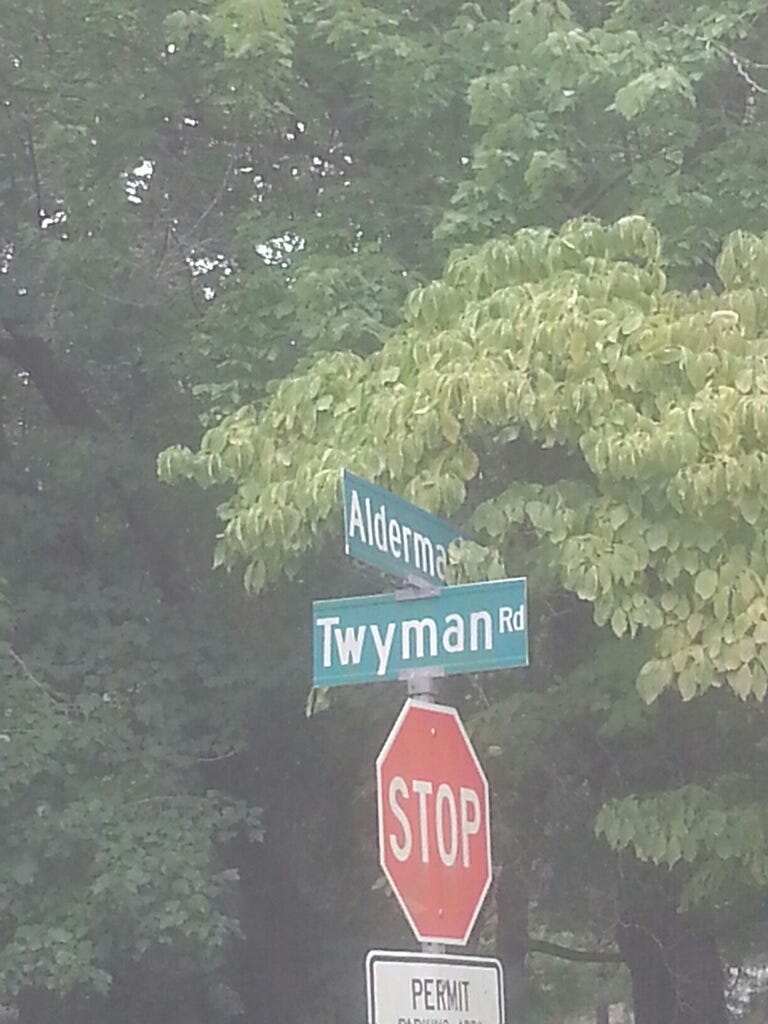 Alderma
Twyman Rd
STOP
PERMIT